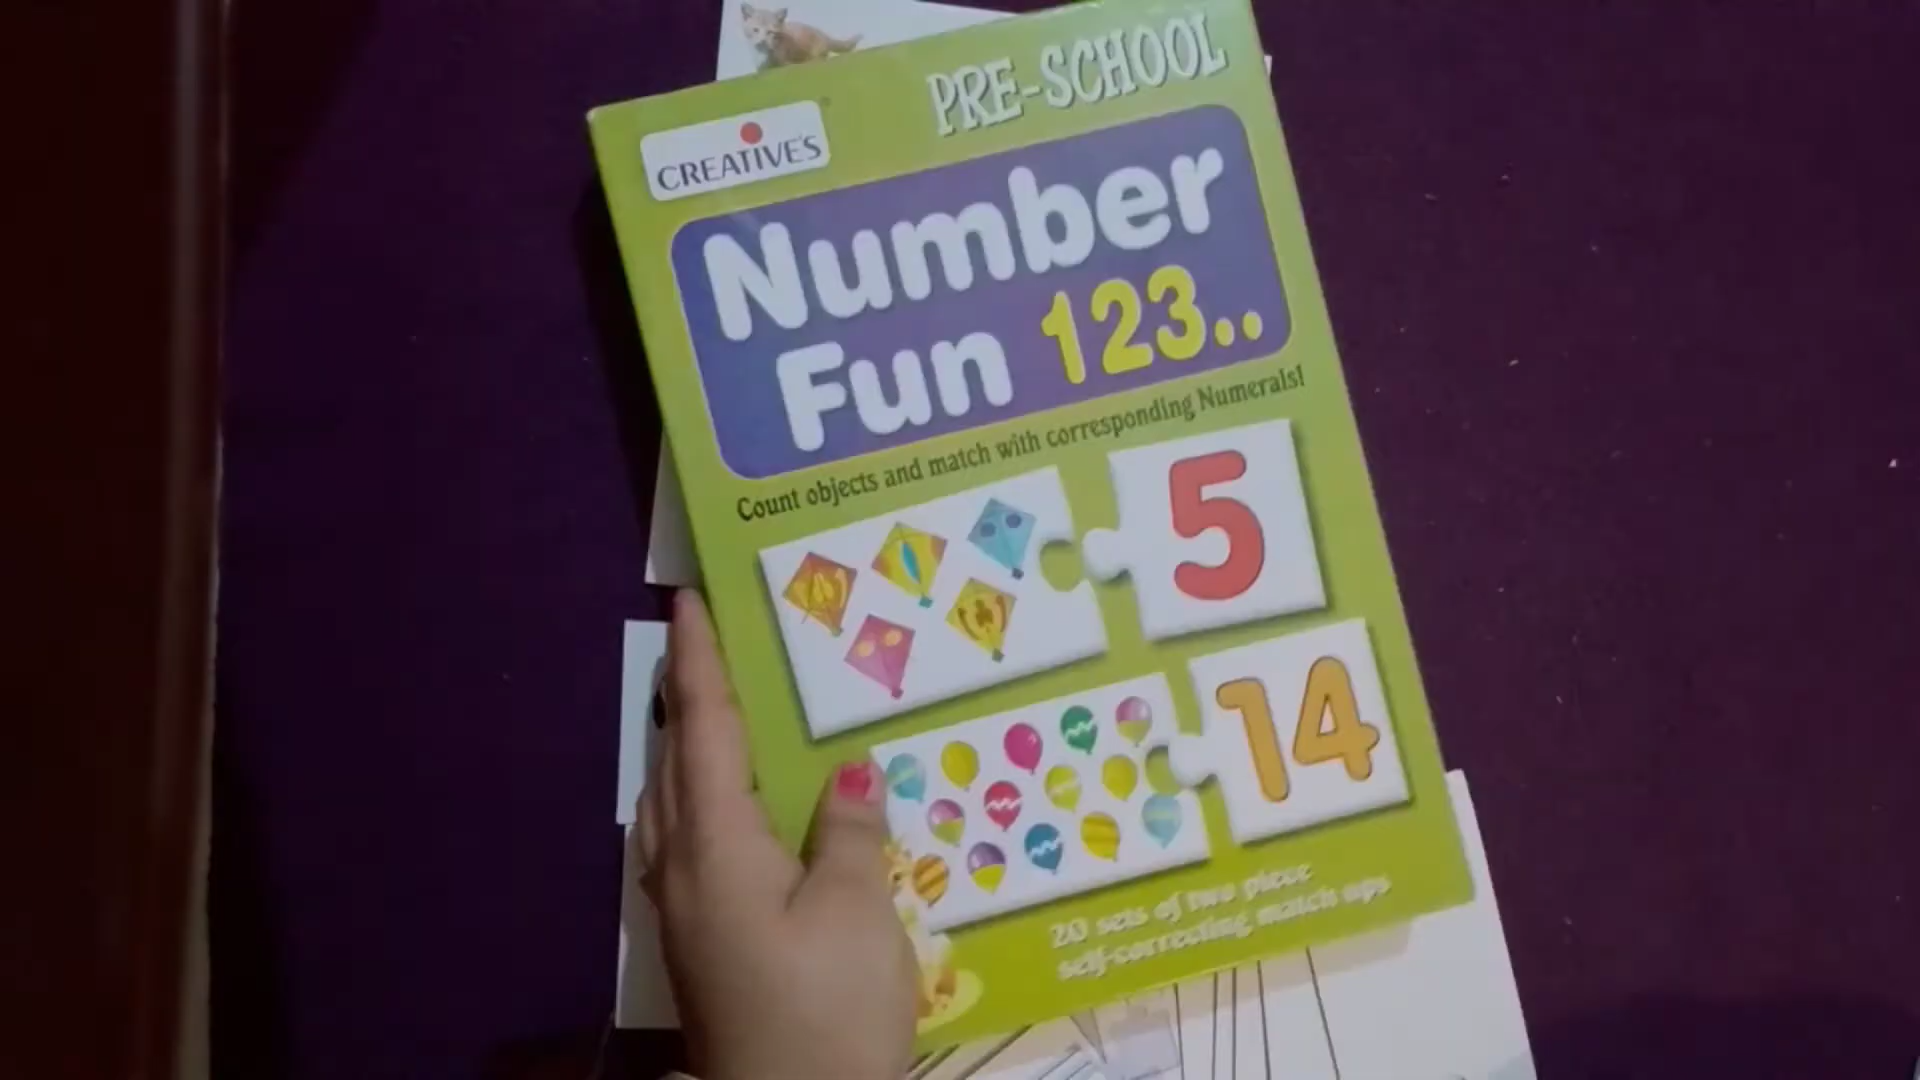 PRE-SCHOOL
CREATIVE'S
Number
Fun 123..
Count objects and match with corresponding Numerals!
5
14
20 sets of two piece
self-correcting match ups